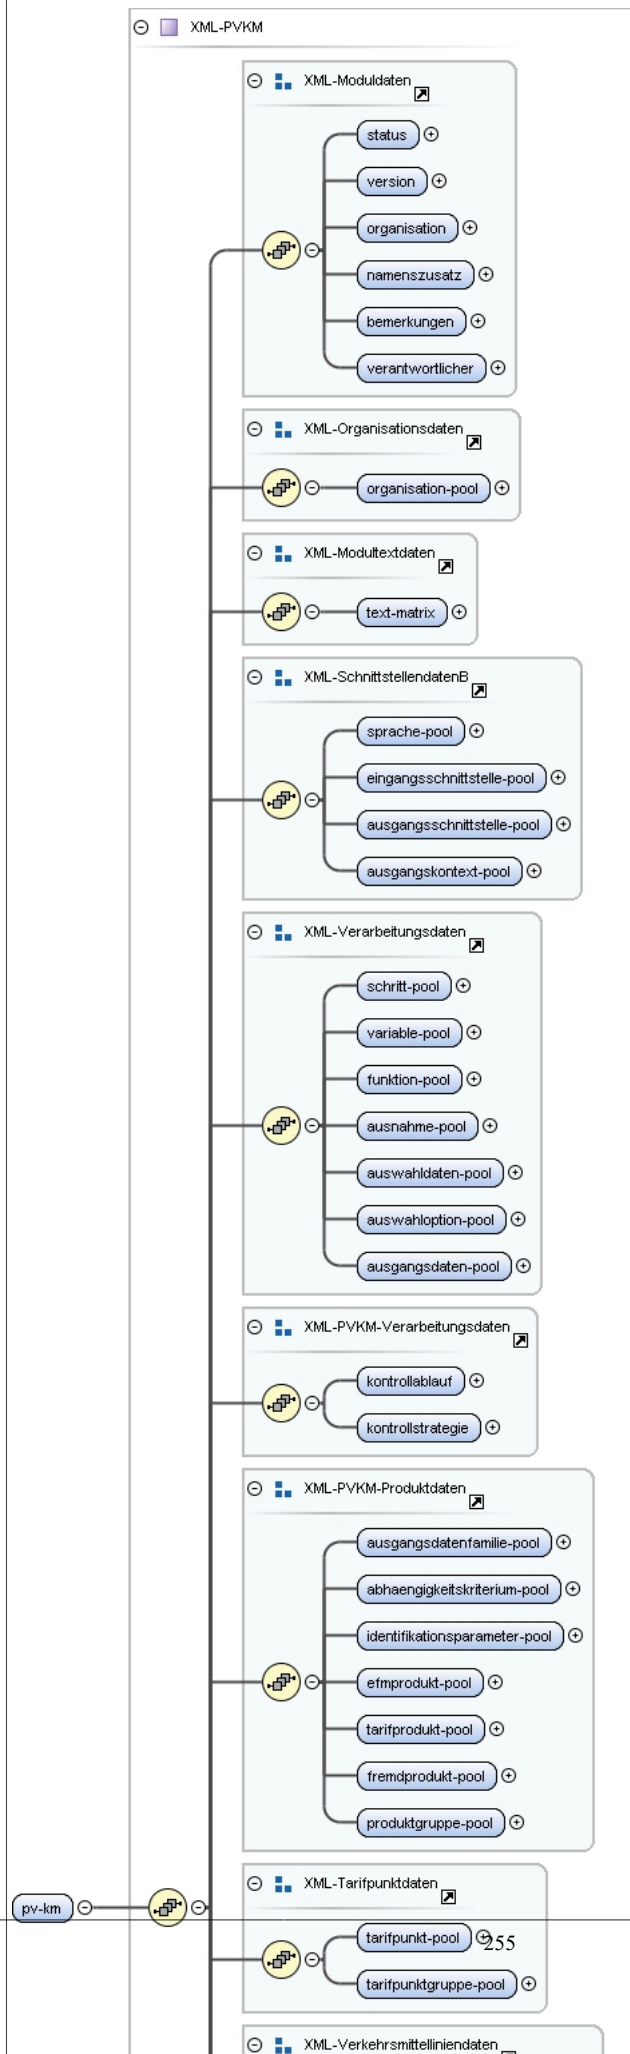 XML-PVKM
XML-Moduldaten
status
version
organisation
namenszusatz
bemerkungen
verantwortlicher
XML-Organisationsdaten
organisation-pool
XML-Modultextdaten
text-matrix
XML-SchnittstellendatenB
sprache-pool
eingangsschnittstelle-pool
ausgangsschnittstelle-pool
ausgangskontext-pool
XML-Verarbeitungsdaten
schritt-pool
variable-pool
funktion-pool
ausnahme-pool
auswahldaten-pool
auswahloption-pool
ausgangsdaten-pool
XML-PVKM-Verarbeitungsdaten
kontrollablauf
kontrollstrategie
XML-PVKM-Produktdaten
ausgangsdatenfamilie-pool
abhaengigkeitskriterium-pool
identifikationsparameter-pool
efmprodukt-pool
tarifprodukt-pool
fremdprodukt-pool
produktgruppe-pool
XML-Tarifpunktdaten
pv-km
tarifpunkt-pool
255
tarifpunktgruppe-pool
XML-Verkehrsmittelliniendaten